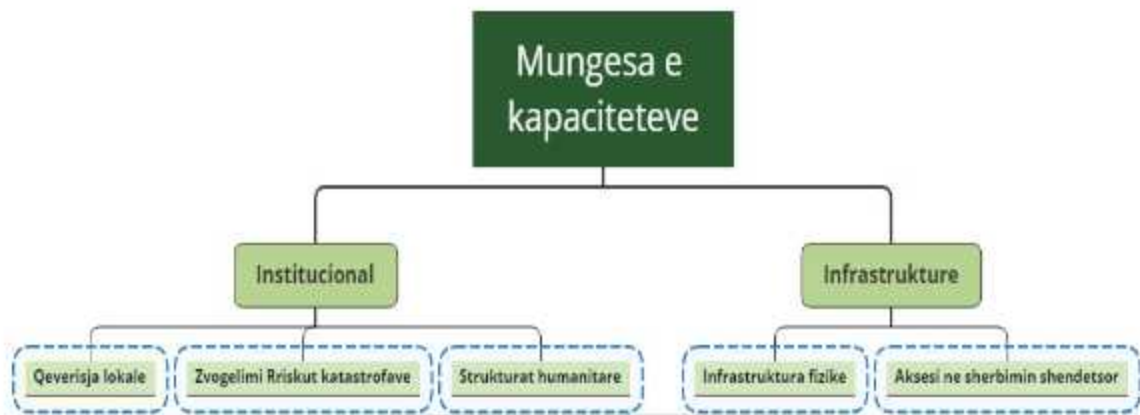 Mungesa e
kapaciteteve
Institucional
Infrastrukture
Qeverisja lokale
Zvogelimi Rriskut katastrofave
Strukturat humanitare
Infrastruktura fizike
Aksesi ne sherbimin shendetsor